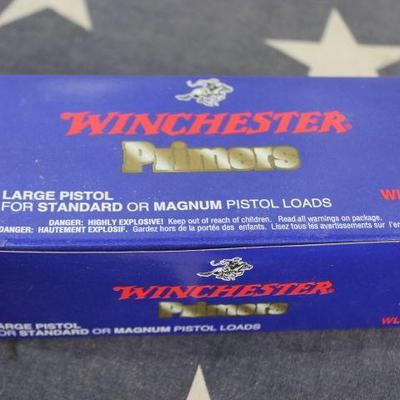 WINCHESTER
Primers
LARGE PISTOL
FOR STANDARD OR MAGNUM PISTOL LOADS
DANGER: HIGHLY EXPLOSIVE! Keep out of reach of children. Read all warnings on package.
DANGER: HAUTEMENT EXPLOSIF. Gardez hors de la portée des enfants. Lisez tous les avertissements sur
WINCHESTER
Primers
LARGE PISTOL
FOR STANDARD OR MAGNUM PISTOL LOADS